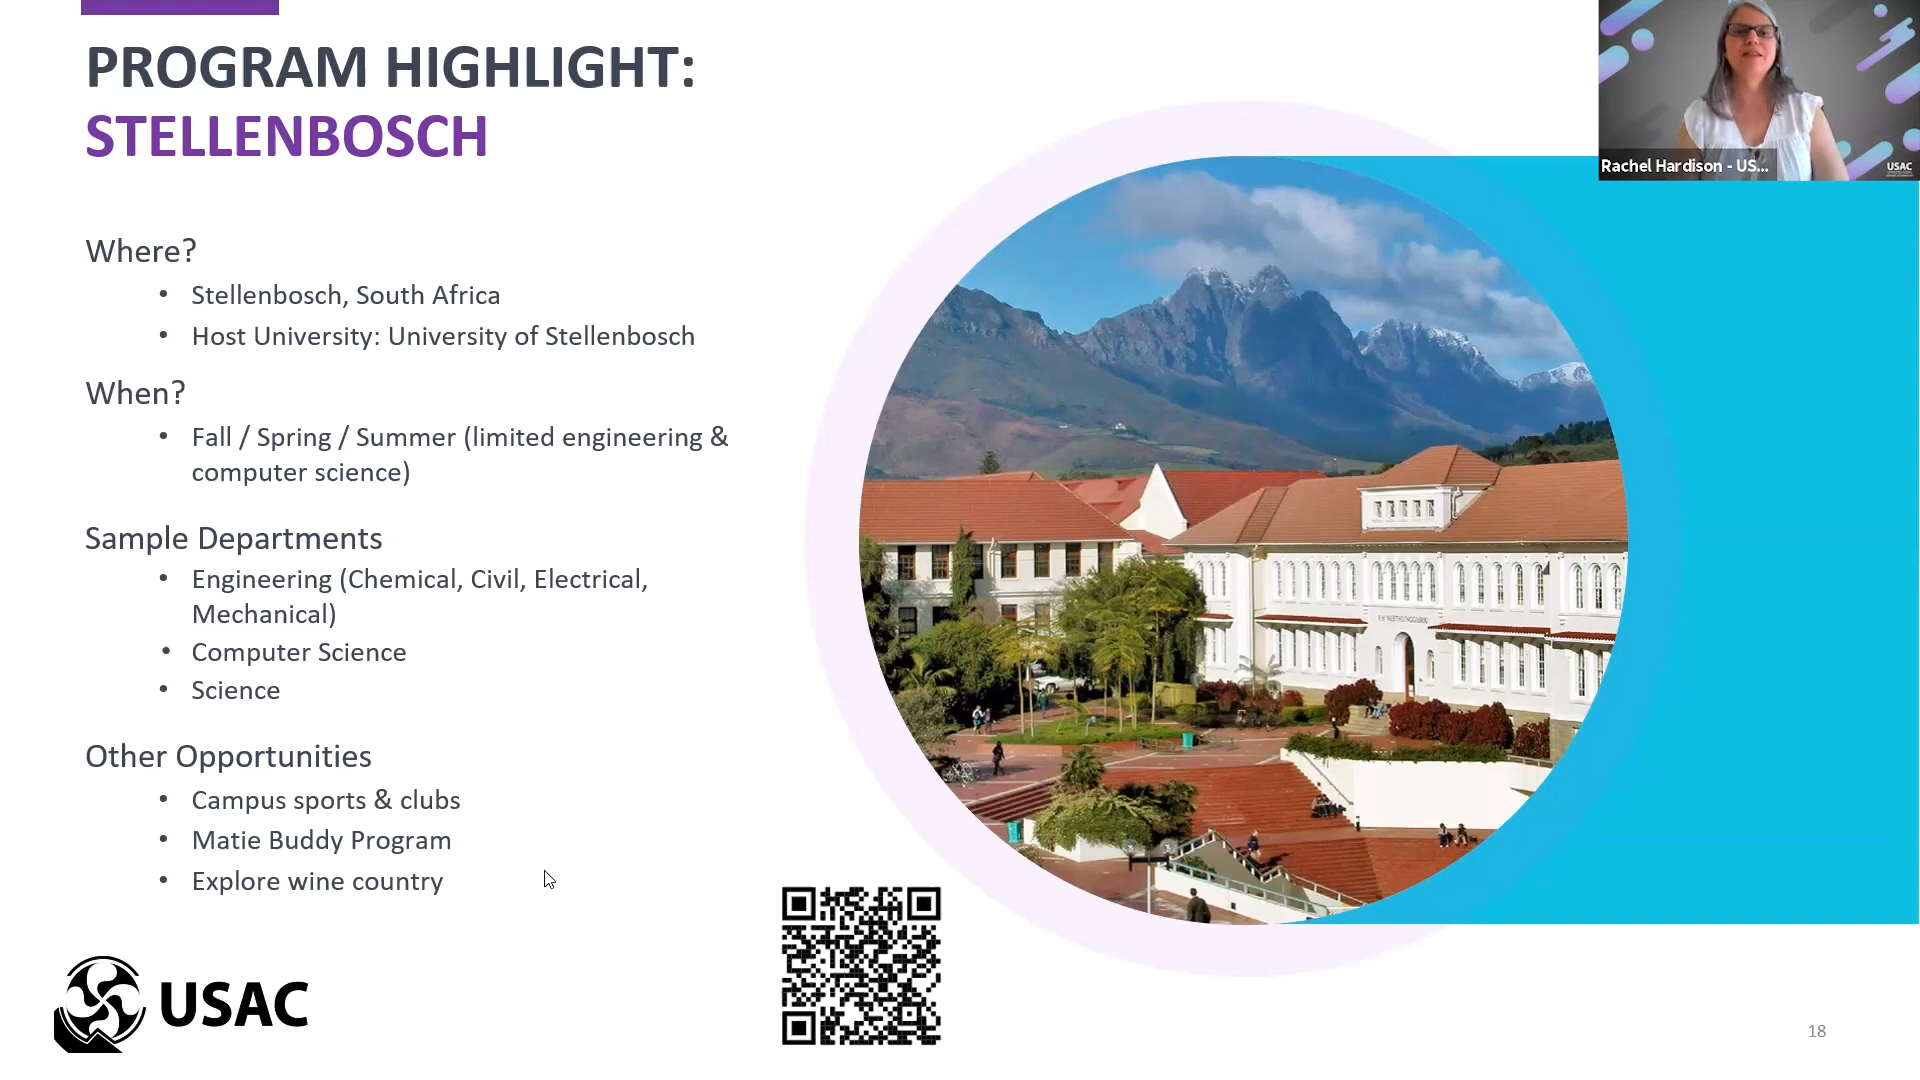 PROGRAM HIGHLIGHT:
STELLENBOSCH
Where?
• Stellenbosch, South Africa
• Host University: University of Stellenbosch
When?
• Fall / Spring / Summer (limited engineering &
computer science)
Sample Departments
• Engineering (Chemical, Civil, Electrical,
Mechanical)
• Computer Science
• Science
Other Opportunities
• Campus sports & clubs
• Matie Buddy Program
• Explore wine country
USAC
Rachel Hardison - US...
USAC
18